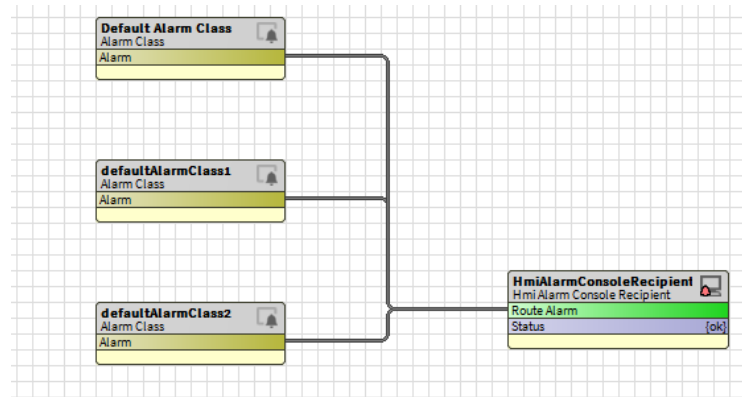 Default Alarm Class
Alarm Class
Alarm
defaultAlarmClass1
Alarm Class
Alarm
HmiAlarmConsoleRecipient
Hmi Alarm Console Recipient
Route Alarm
Status {ok}
defaultAlarmClass2
Alarm Class
Alarm